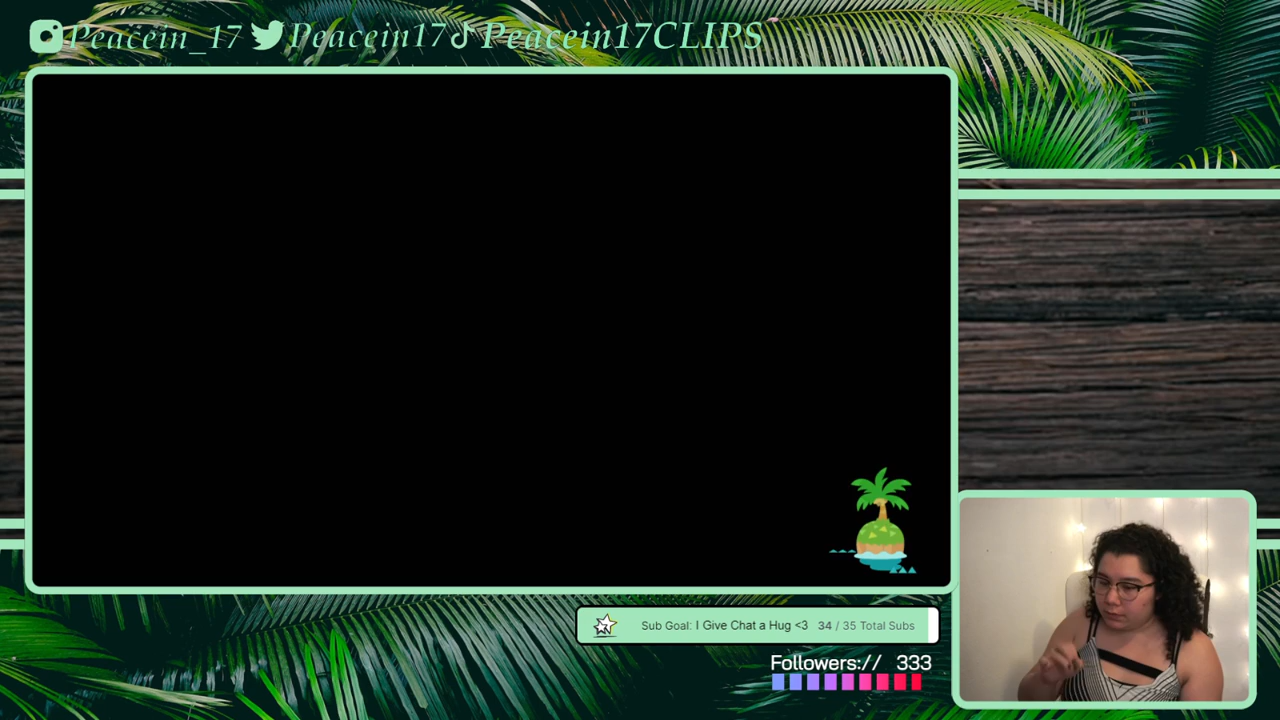 Peacein_17 Peacein17 Peacein17CLIPS
Sub Goal: I Give Chat a Hug <3 34 / 35 Total Subs
Followers:// 333